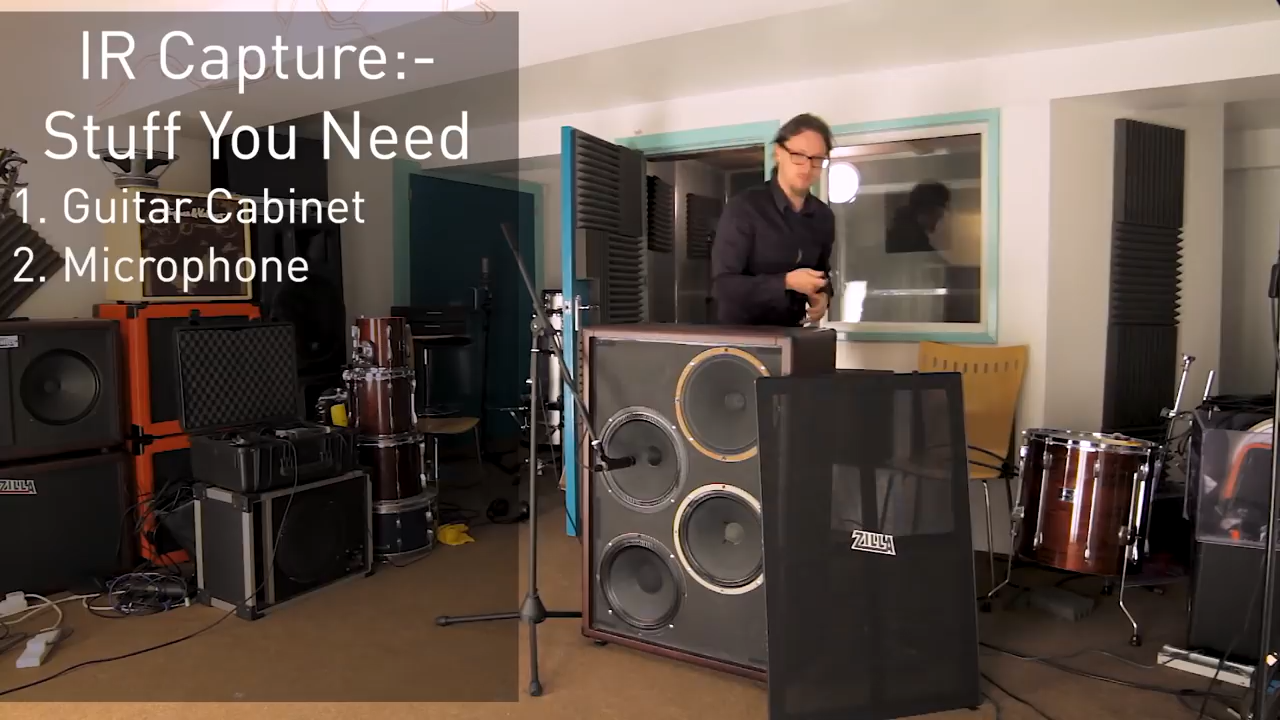 IR Capture:-
Stuff You Need
1. Guitar Cabinet
2. Microphone
ZILLA
ZILLA